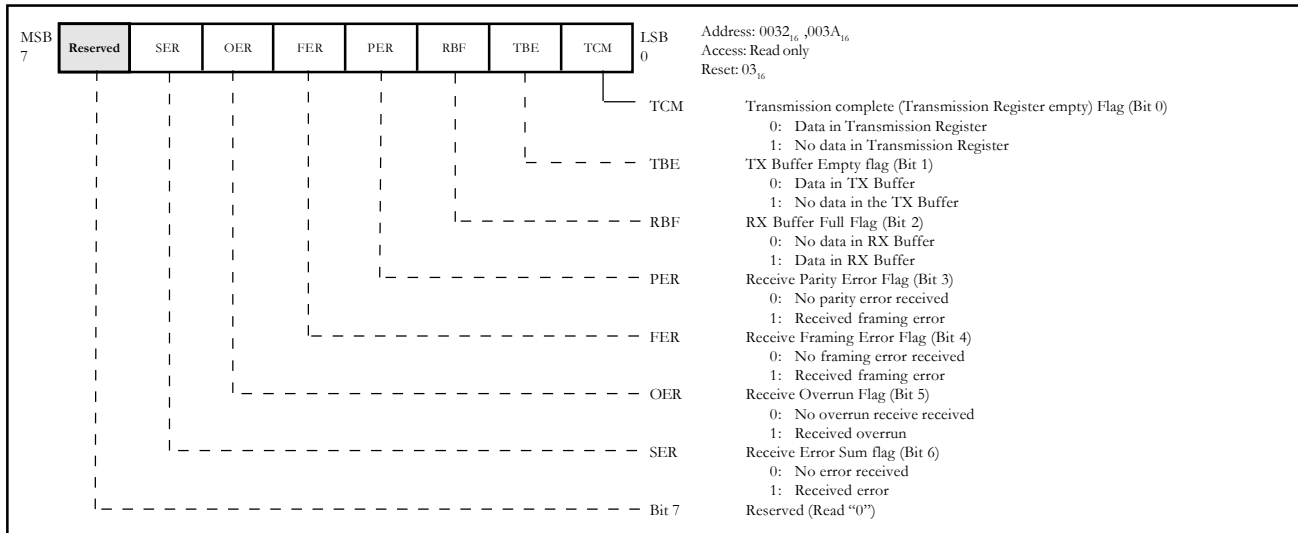 MSB
7
Reserved SER OER FER PER RBF TBE TCM
LSB
0
Address: 0032₁₆ ,003A₁₆
Access: Read only
Reset: 03₁₆
TCM Transmission complete (Transmission Register empty) Flag (Bit 0)
0: Data in Transmission Register
1: No data in Transmission Register
TBE TX Buffer Empty flag (Bit 1)
0: Data in TX Buffer
1: No data in the TX Buffer
RBF RX Buffer Full Flag (Bit 2)
0: No data in RX Buffer
1: Data in RX Buffer
PER Receive Parity Error Flag (Bit 3)
0: No parity error received
1: Received framing error
FER Receive Framing Error Flag (Bit 4)
0: No framing error received
1: Received framing error
OER Receive Overrun Flag (Bit 5)
0: No overrun receive received
1: Received overrun
SER Receive Error Sum flag (Bit 6)
0: No error received
1: Received error
Bit 7 Reserved (Read “0”)